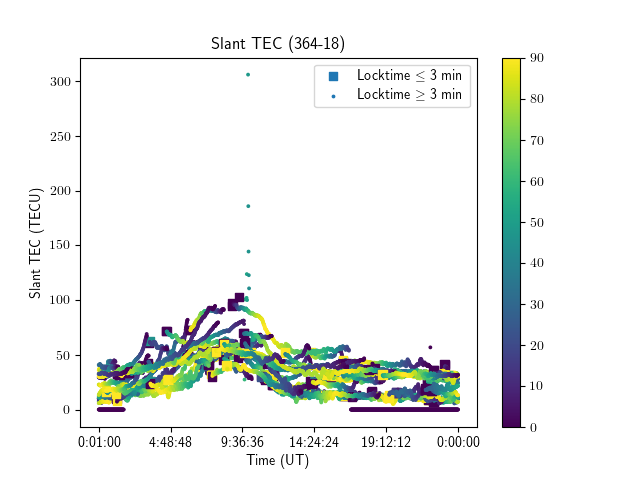 Slant TEC (364-18)
Locktime ≤ 3 min
Locktime ≥ 3 min
Slant TEC (TECU)
300
250
200
150
100
50
0
0:01:00 4:48:48 9:36:36 14:24:24 19:12:12 0:00:00
Time (UT)
90
80
70
60
50
40
30
20
10
0